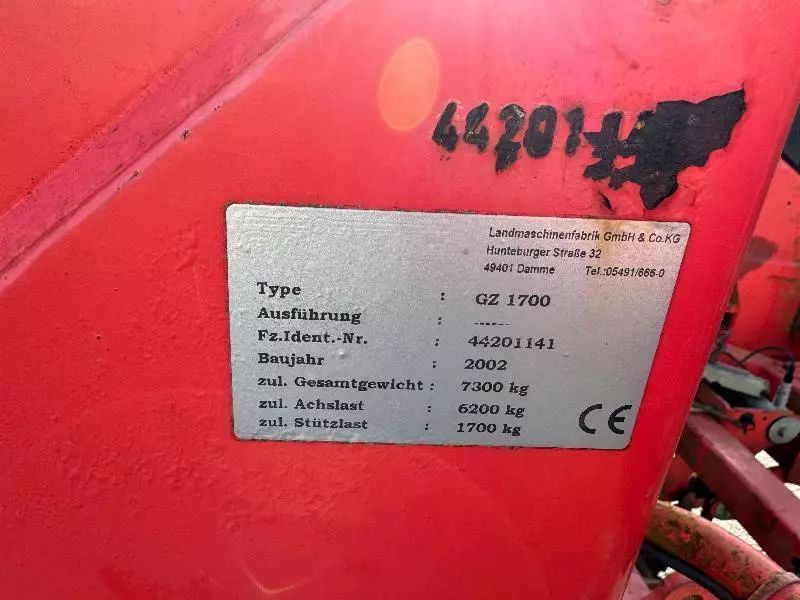 442011
Landmaschinenfabrik GmbH & Co.KG
Hunteburger Straße 32
49401 Damme Tel.:05491/666-0
Type : GZ 1700
Ausführung : ------
Fz.Ident.-Nr. : 44201141
Baujahr : 2002
zul. Gesamtgewicht : 7300 kg
zul. Achslast : 6200 kg
zul. Stützlast : 1700 kg
CE